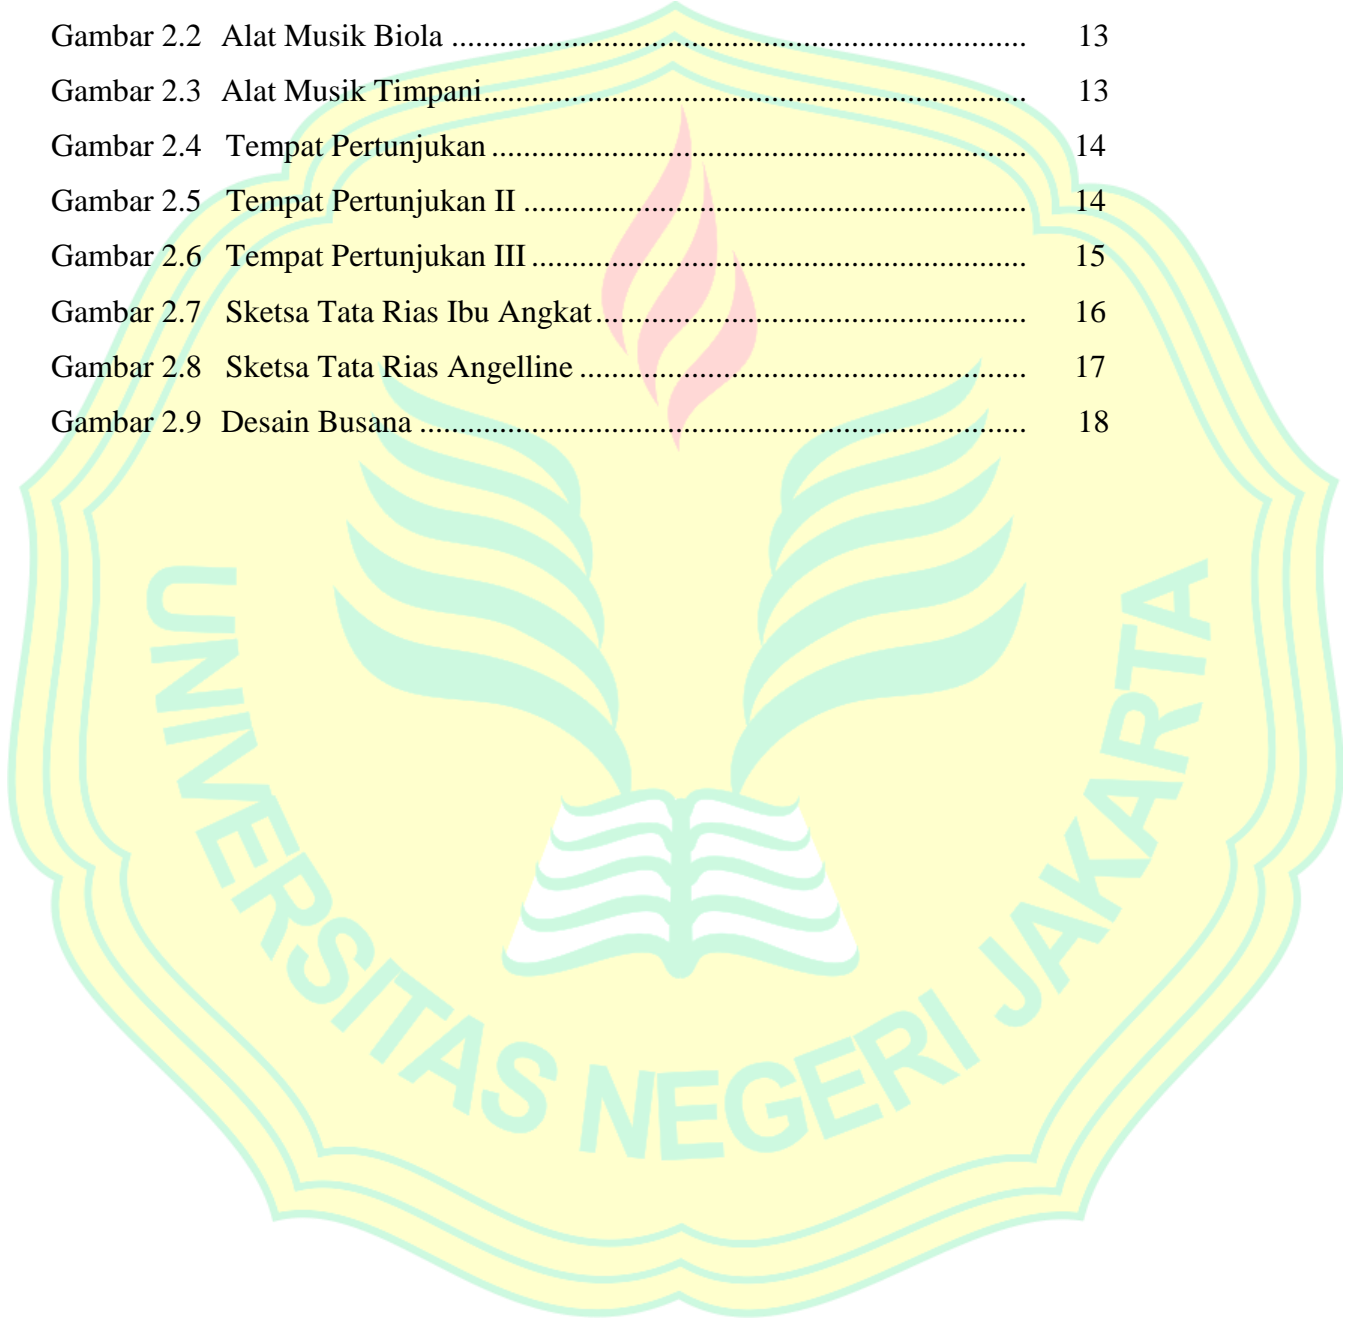 Gambar 2.2 Alat Musik Biola ........................................................................ 13
Gambar 2.3 Alat Musik Timpani.................................................................... 13
Gambar 2.4 Tempat Pertunjukan ................................................................... 14
Gambar 2.5 Tempat Pertunjukan II ............................................................... 14
Gambar 2.6 Tempat Pertunjukan III .............................................................. 15
Gambar 2.7 Sketsa Tata Rias Ibu Angkat...................................................... 16
Gambar 2.8 Sketsa Tata Rias Angelline ........................................................ 17
Gambar 2.9 Desain Busana ............................................................................ 18
UNIVERSITAS NEGERI JAKARTA